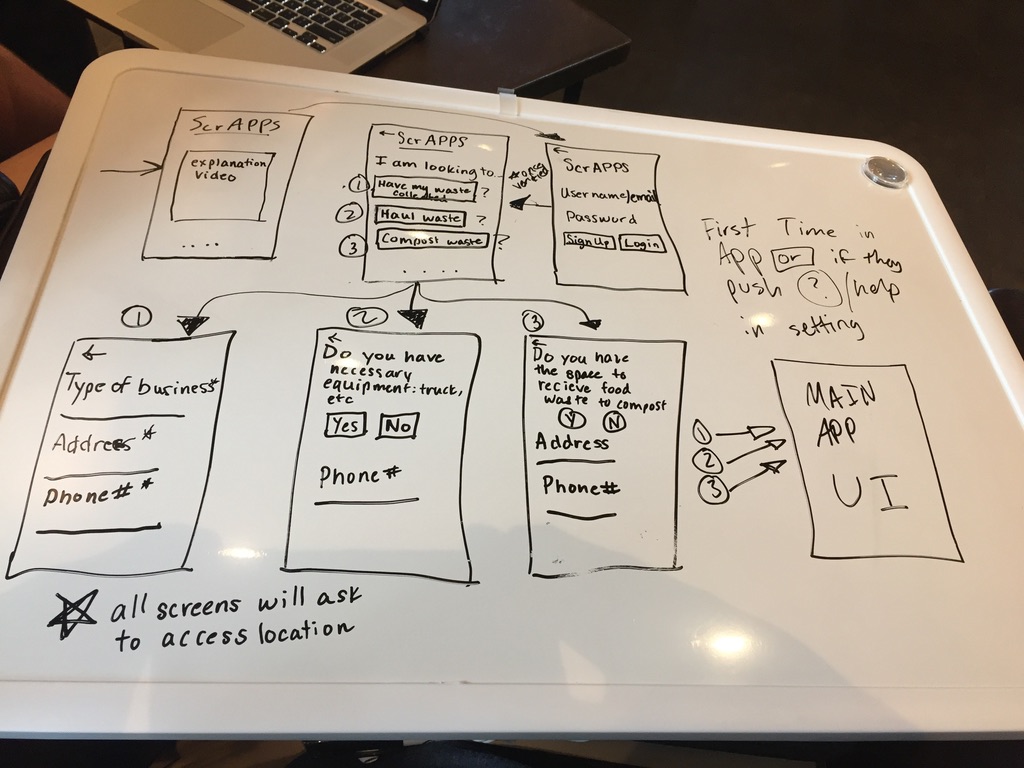 ScrAPPS
explanation
video
....
← ScrAPPS
I am looking to...
① Have my waste
collected ?
② Haul waste ?
③ Compost waste ?
....
verified
←
ScrAPPS
Username/email
Password
Sign Up Login
First Time in
App or if they
push ?/help
in setting
①
←
Type of business*
Address *
Phone# *
②
←
Do you have
necessary
equipment: truck,
etc
Yes No
Phone#
③
←
Do you have
the space to
recieve food
waste to compost
Y N
Address
Phone#
①
②
③
MAIN
APP
UI
☆ all screens will ask
to access location